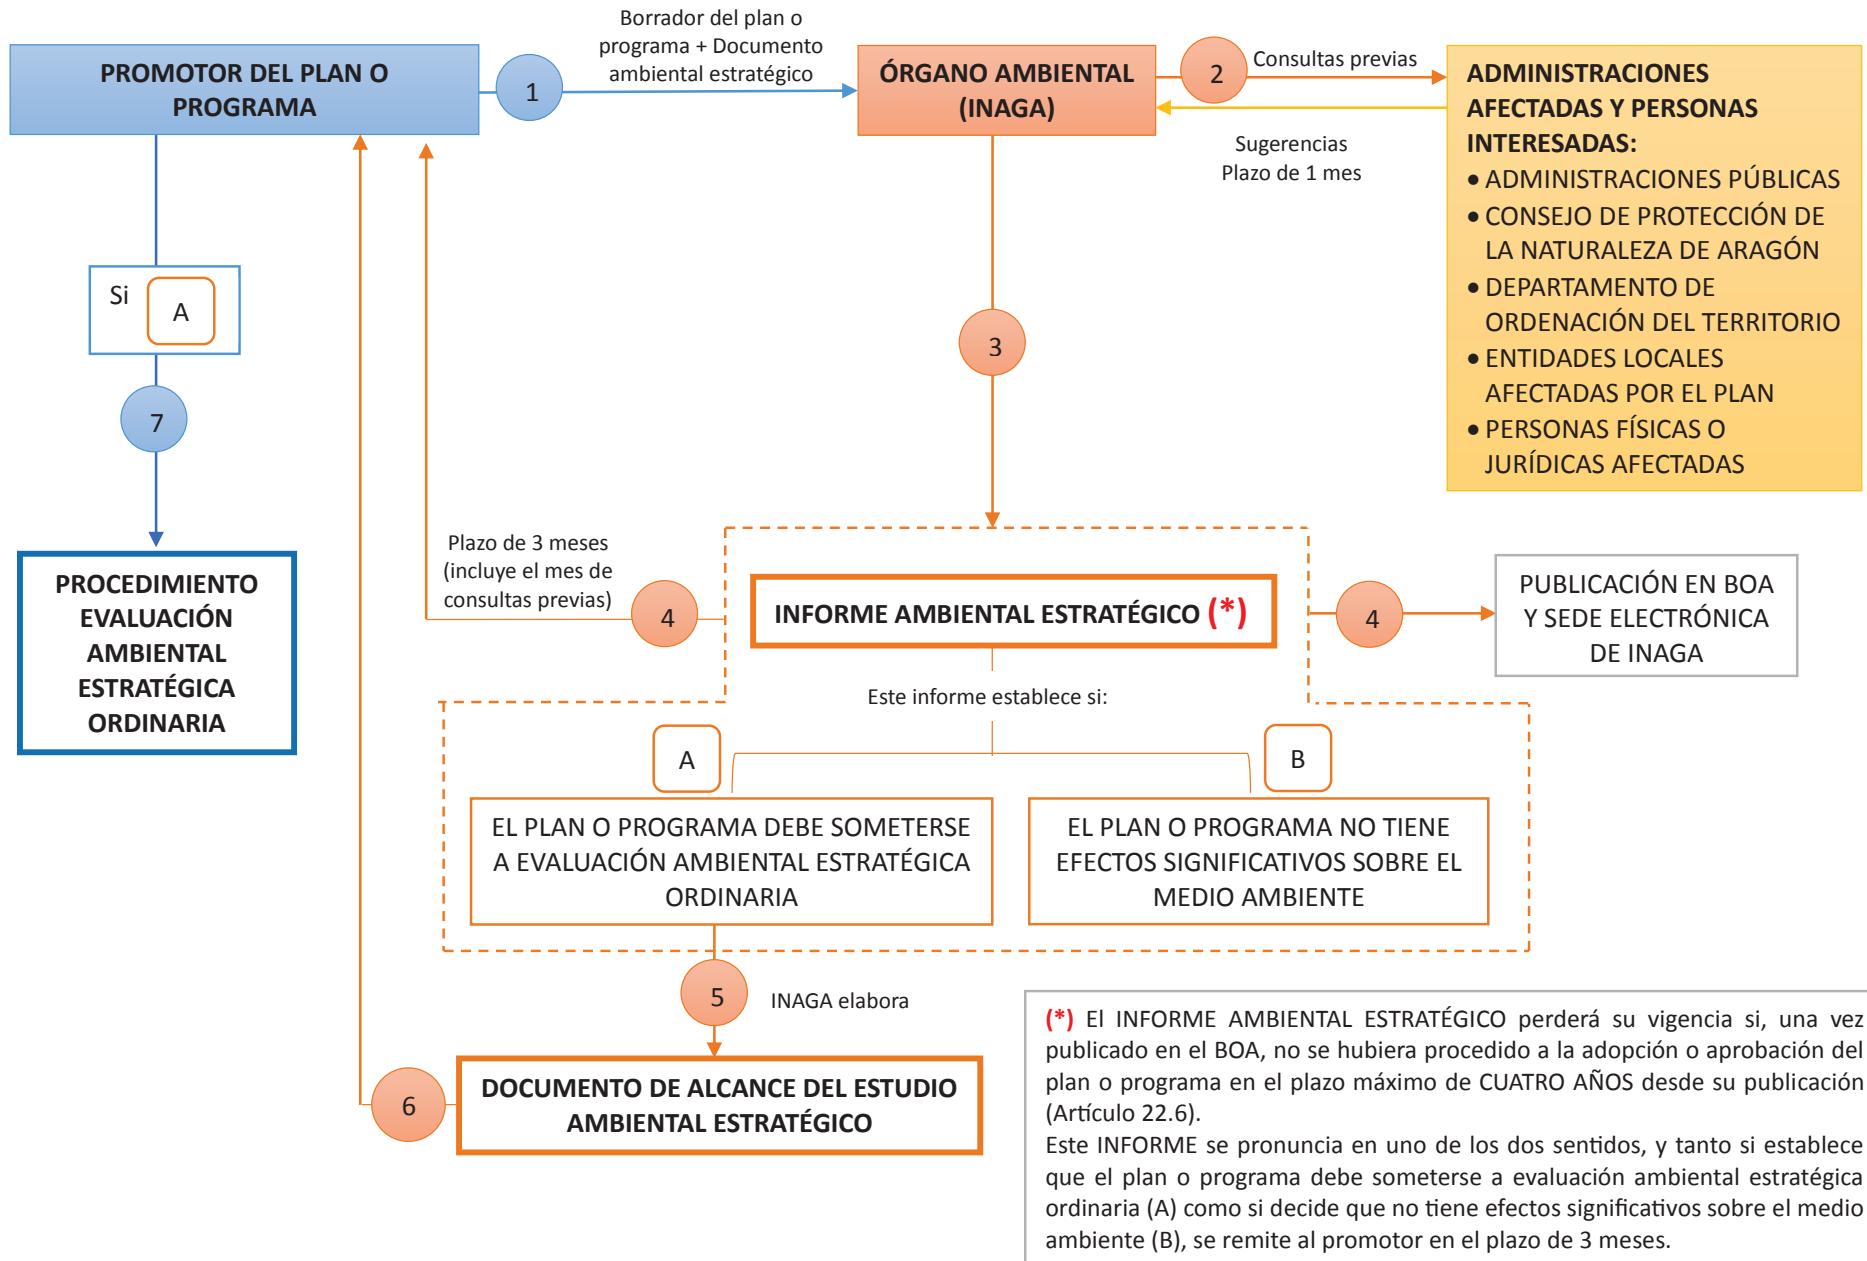 PROMOTOR DEL PLAN O
PROGRAMA
1
Borrador del plan o
programa + Documento
ambiental estratégico
ÓRGANO AMBIENTAL
(INAGA)
2
Consultas previas
Sugerencias
Plazo de 1 mes
ADMINISTRACIONES
AFECTADAS Y PERSONAS
INTERESADAS:
• ADMINISTRACIONES PÚBLICAS
• CONSEJO DE PROTECCIÓN DE
LA NATURALEZA DE ARAGÓN
• DEPARTAMENTO DE
ORDENACIÓN DEL TERRITORIO
• ENTIDADES LOCALES
AFECTADAS POR EL PLAN
• PERSONAS FÍSICAS O
JURÍDICAS AFECTADAS
Si
A
7
3
PROCEDIMIENTO
EVALUACIÓN
AMBIENTAL
ESTRATÉGICA
ORDINARIA
Plazo de 3 meses
(incluye el mes de
consultas previas)
4
INFORME AMBIENTAL ESTRATÉGICO (*)
4
PUBLICACIÓN EN BOA
Y SEDE ELECTRÓNICA
DE INAGA
Este informe establece si:
A
B
EL PLAN O PROGRAMA DEBE SOMETERSE
A EVALUACIÓN AMBIENTAL ESTRATÉGICA
ORDINARIA
EL PLAN O PROGRAMA NO TIENE
EFECTOS SIGNIFICATIVOS SOBRE EL
MEDIO AMBIENTE
5
INAGA elabora
6
DOCUMENTO DE ALCANCE DEL ESTUDIO
AMBIENTAL ESTRATÉGICO
(*) El INFORME AMBIENTAL ESTRATÉGICO perderá su vigencia si, una vez
publicado en el BOA, no se hubiera procedido a la adopción o aprobación del
plan o programa en el plazo máximo de CUATRO AÑOS desde su publicación
(Artículo 22.6).
Este INFORME se pronuncia en uno de los dos sentidos, y tanto si establece
que el plan o programa debe someterse a evaluación ambiental estratégica
ordinaria (A) como si decide que no tiene efectos significativos sobre el medio
ambiente (B), se remite al promotor en el plazo de 3 meses.